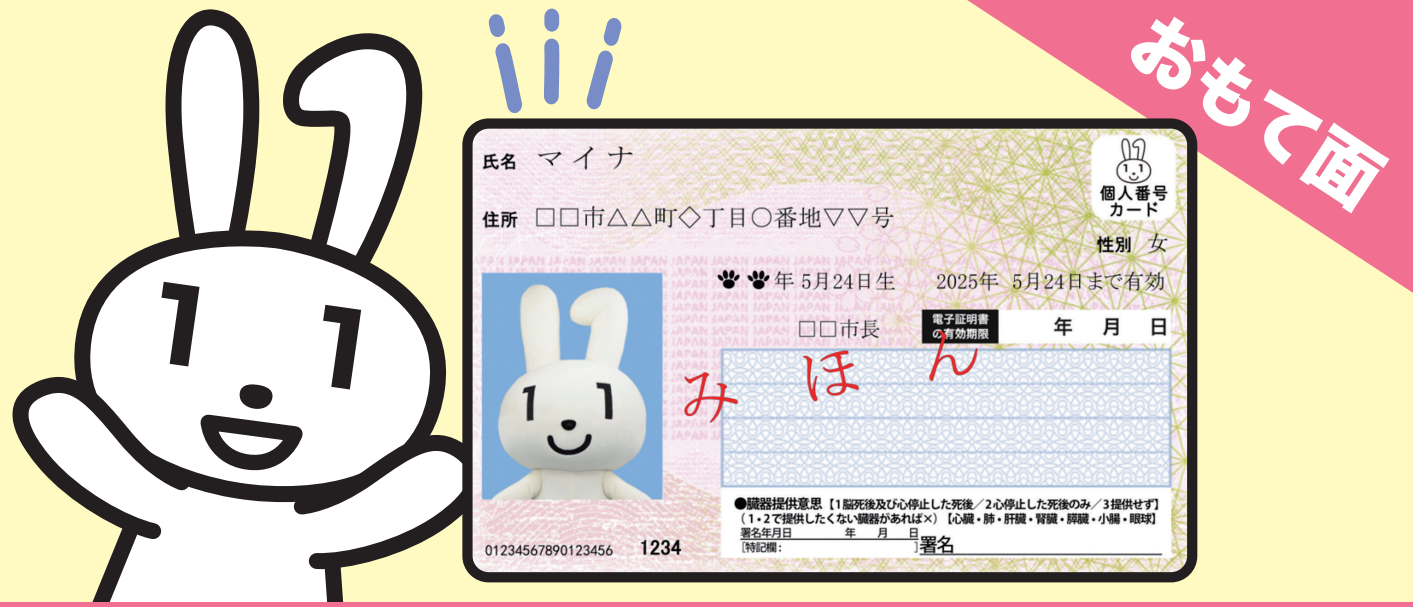 おもて面
氏名 マイナ
個人番号
カード
住所 □□市△△町◇丁目○番地▽▽号
性別 女
年 5月24日生 2025年 5月24日まで有効
□□市長
電子証明書
の有効期限
年 月 日
みほん
JAPAN JAPAN JAPAN JAPAN JAPAN
●臓器提供意思【1脳死後及び心停止した死後／2心停止した死後のみ／3提供せず】
（1・2で提供したくない臓器があれば×）【心臓・肺・肝臓・腎臓・膵臓・小腸・眼球】
署名年月日 年 月 日
[特記欄： ]署名
01234567890123456 1234